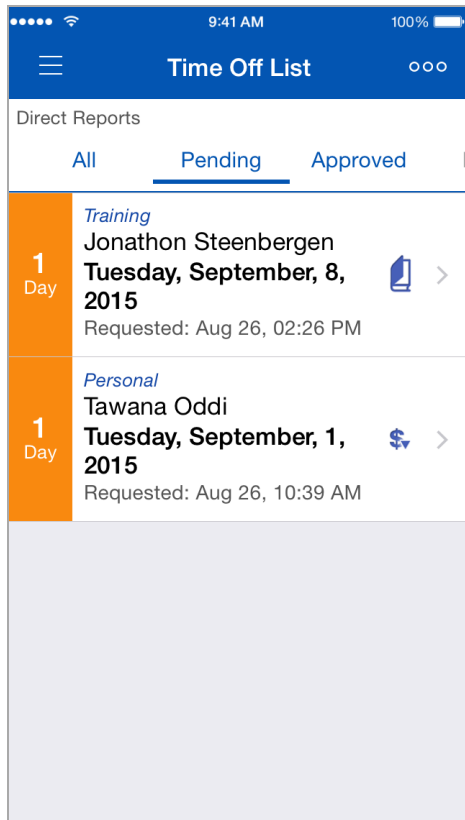 9:41 AM 100%
Time Off List
Direct Reports
All Pending Approved
Training
1 Day
Jonathon Steenbergen
Tuesday, September, 8,
2015
Requested: Aug 26, 02:26 PM
Personal
1 Day
Tawana Oddi
Tuesday, September, 1,
2015
Requested: Aug 26, 10:39 AM
$